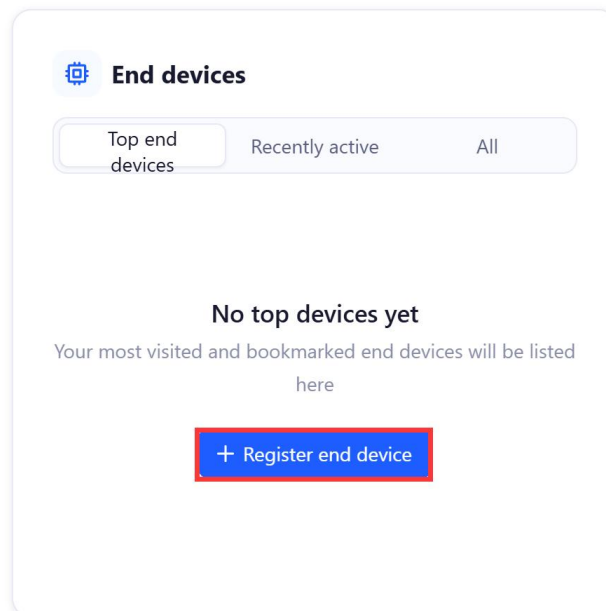 End devices
Top end
devices
Recently active
All
No top devices yet
Your most visited and bookmarked end devices will be listed
here
+ Register end device